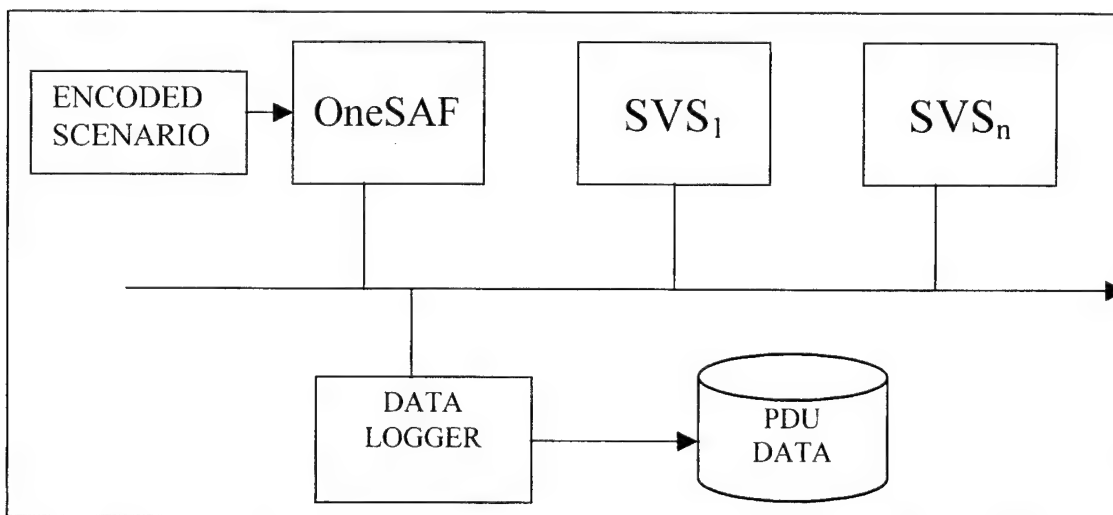 ENCODED
SCENARIO
OneSAF
SVS₁
SVSₙ
DATA
LOGGER
PDU
DATA